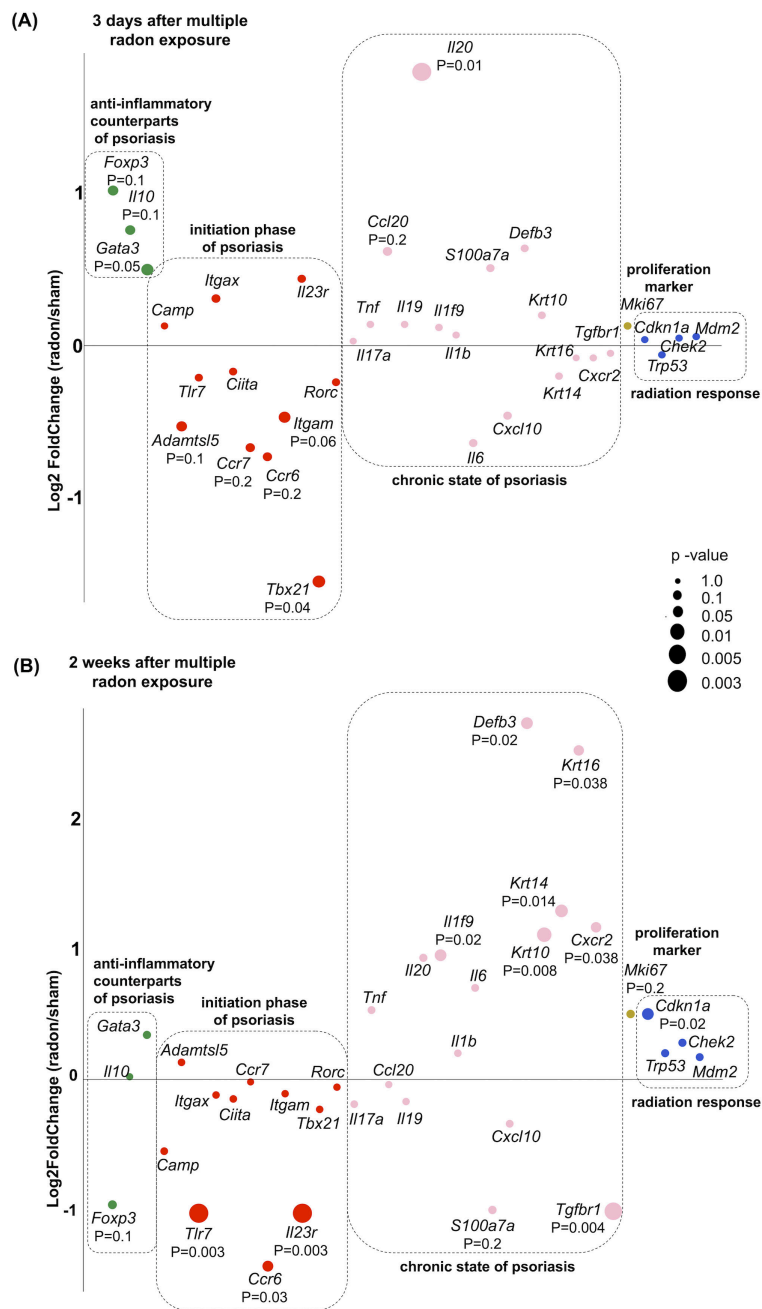 (A)
3 days after multiple
radon exposure
Log2 FoldChange (radon/sham)
1
0
-1
anti-inflammatory
counterparts
of psoriasis
Foxp3
P=0.1
Il10
P=0.1
Gata3
P=0.05
initiation phase
of psoriasis
Itgax
Il23r
Camp
Tlr7
Ciita
Rorc
Adamtsl5
P=0.1
Itgam
P=0.06
Ccr7
P=0.2
Ccr6
P=0.2
Tbx21
P=0.04
Il20
P=0.01
Ccl20
P=0.2
Defb3
S100a7a
Tnf
Il19
Il1f9
Krt10
Il17a
Il1b
Krt16
Tgfbr1
Krt14
Cxcr2
Cxcl10
Il6
chronic state of psoriasis
proliferation
marker
Mki67
Cdkn1a
Mdm2
Chek2
Trp53
radiation response
p -value
1.0
0.1
0.05
0.01
0.005
0.003
(B)
2 weeks after multiple
radon exposure
Log2FoldChange (radon/sham)
2
1
0
-1
anti-inflammatory
counterparts
of psoriasis
Gata3
Il10
Foxp3
P=0.1
initiation phase
of psoriasis
Adamtsl5
Ccr7
Rorc
Itgax
Ciita
Itgam
Tbx21
Camp
Tlr7
P=0.003
Il23r
P=0.003
Ccr6
P=0.03
Defb3
P=0.02
Krt16
P=0.038
Krt14
P=0.014
Il1f9
P=0.02
Krt10
P=0.008
Cxcr2
P=0.038
Il20
Il6
Tnf
Il1b
Ccl20
Il17a
Il19
Cxcl10
S100a7a
P=0.2
Tgfbr1
P=0.004
chronic state of psoriasis
proliferation
marker
Mki67
P=0.2
Cdkn1a
P=0.02
Chek2
Trp53
Mdm2
radiation response